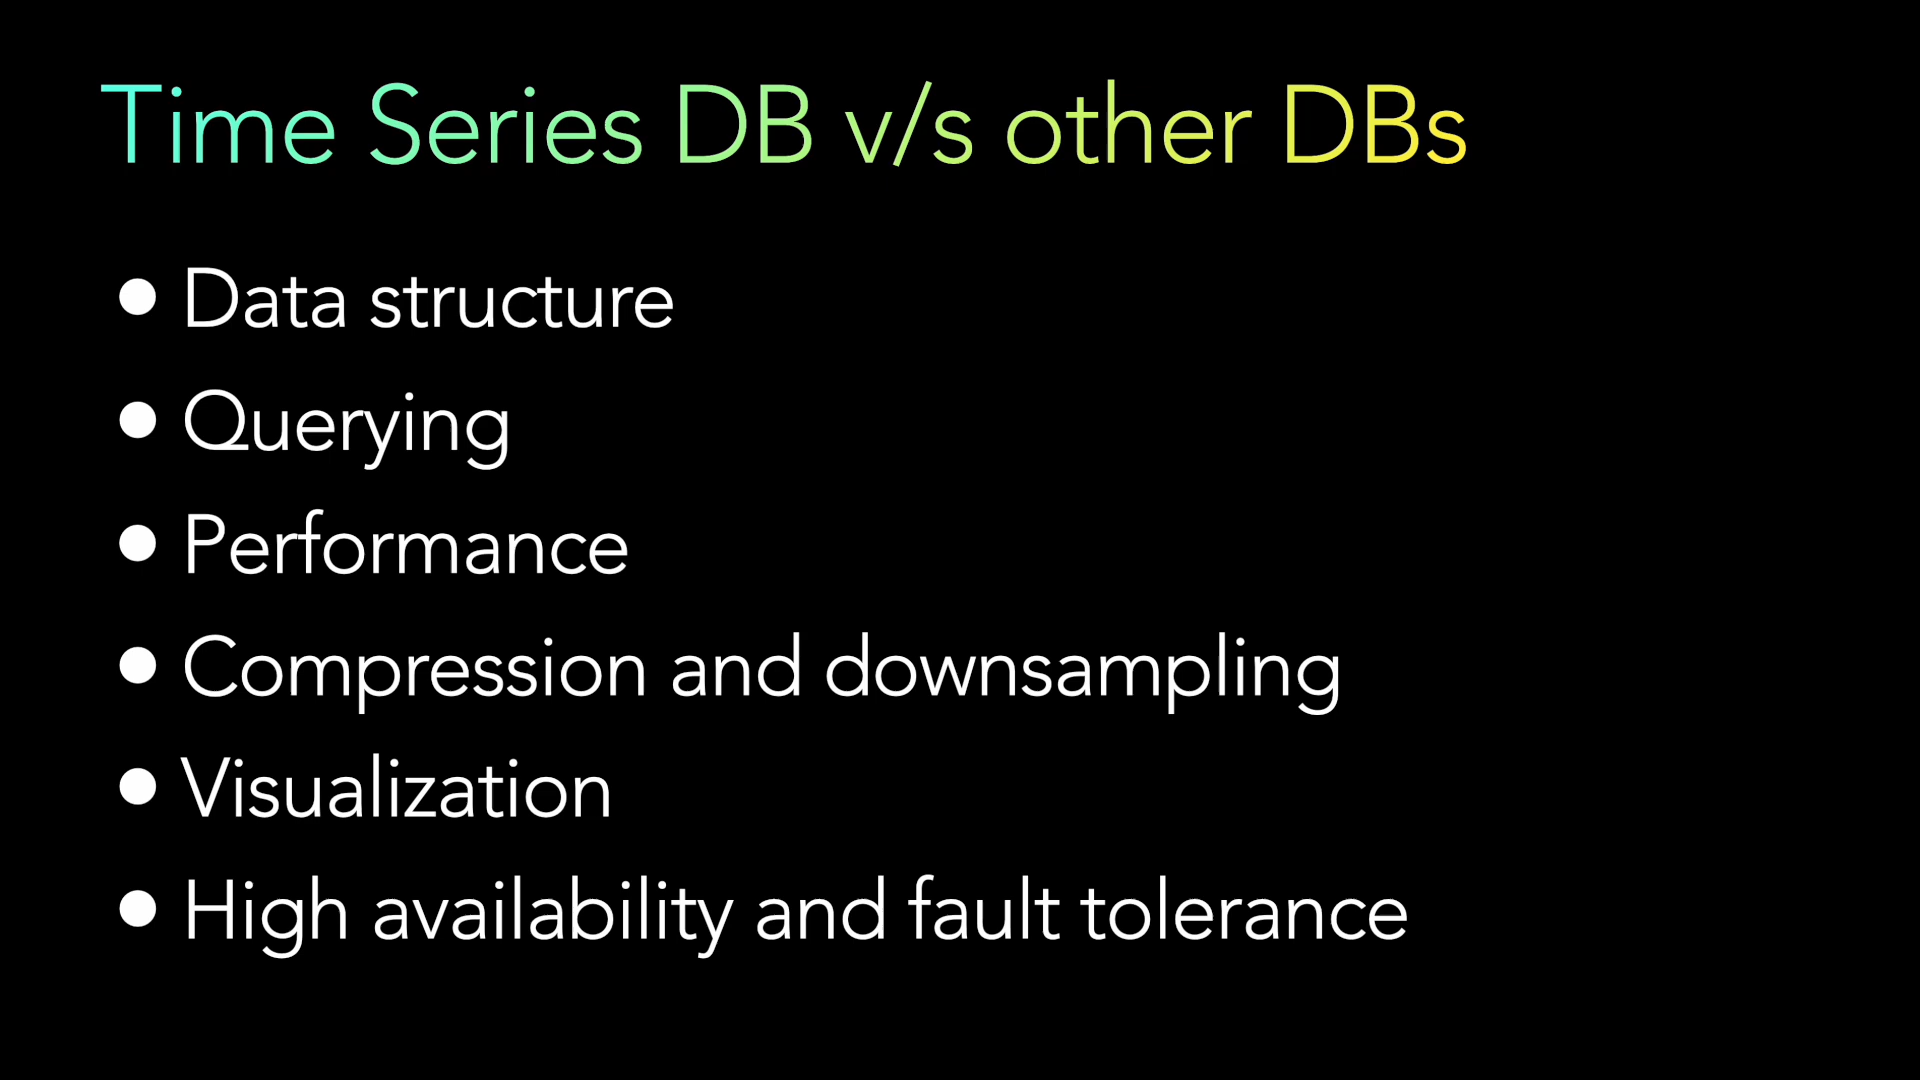 Time Series DB v/s other DBs
• Data structure
• Querying
• Performance
• Compression and downsampling
• Visualization
• High availability and fault tolerance